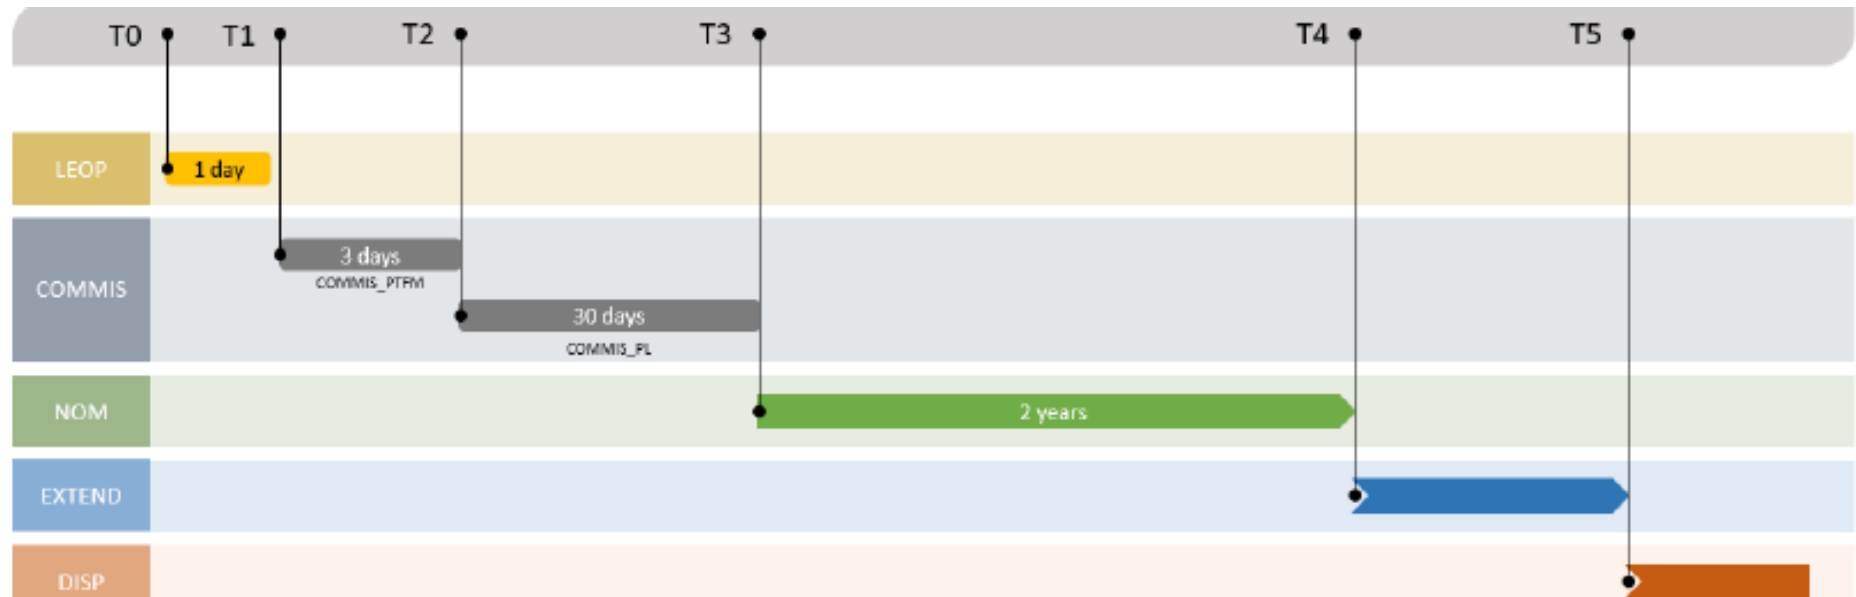 T0 T1 T2 T3 T4 T5
LEOP 1 day
3 days
COMMIS_PTFM
COMMIS
30 days
COMMIS_PL
NOM 2 years
EXTEND
DISP